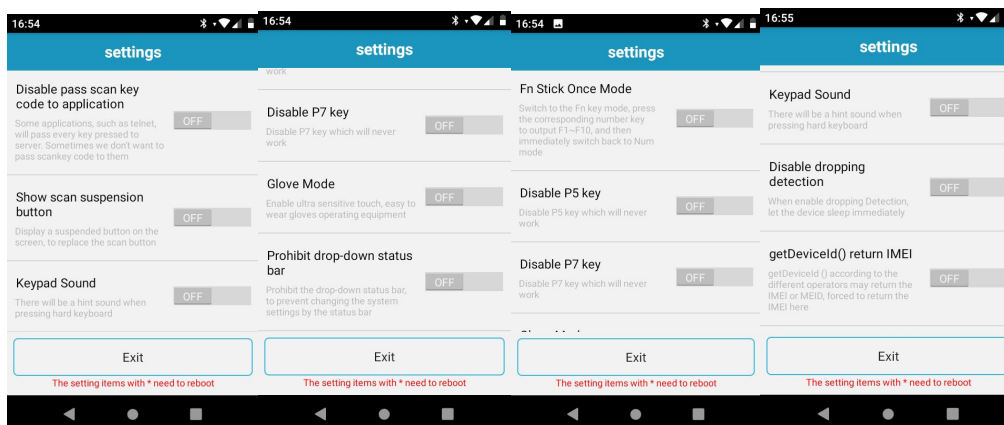 16:54
settings
Disable pass scan key
code to application
Some applications, such as telnet,
will pass every key pressed to
server. Sometimes we don't want to
pass scankey code to them
OFF
Show scan suspension
button
Display a suspended button on the
screen, to replace the scan button
OFF
Keypad Sound
There will be a hint sound when
pressing hard keyboard
OFF
Exit
The setting items with * need to reboot
16:54
settings
work
Disable P7 key
Disable P7 key which will never
work
OFF
Glove Mode
Enable ultra sensitive touch, easy to
wear gloves operating equipment
OFF
Prohibit drop-down status
bar
Prohibit the drop-down status bar,
to prevent changing the system
settings by the status bar
OFF
Exit
The setting items with * need to reboot
16:54
settings
Fn Stick Once Mode
Switch to the Fn key mode, press
the corresponding number key
to output F1~F10, and then
immediately switch back to Num
mode
OFF
Disable P5 key
Disable P5 key which will never
work
OFF
Disable P7 key
Disable P7 key which will never
work
OFF
Exit
The setting items with * need to reboot
16:55
settings
Keypad Sound
There will be a hint sound when
pressing hard keyboard
OFF
Disable dropping
detection
When enable dropping Detection,
let the device sleep immediately
OFF
getDeviceId() return IMEI
getDeviceId () according to the
different operators may return the
IMEI or MEID, forced to return the
IMEI here
OFF
Exit
The setting items with * need to reboot